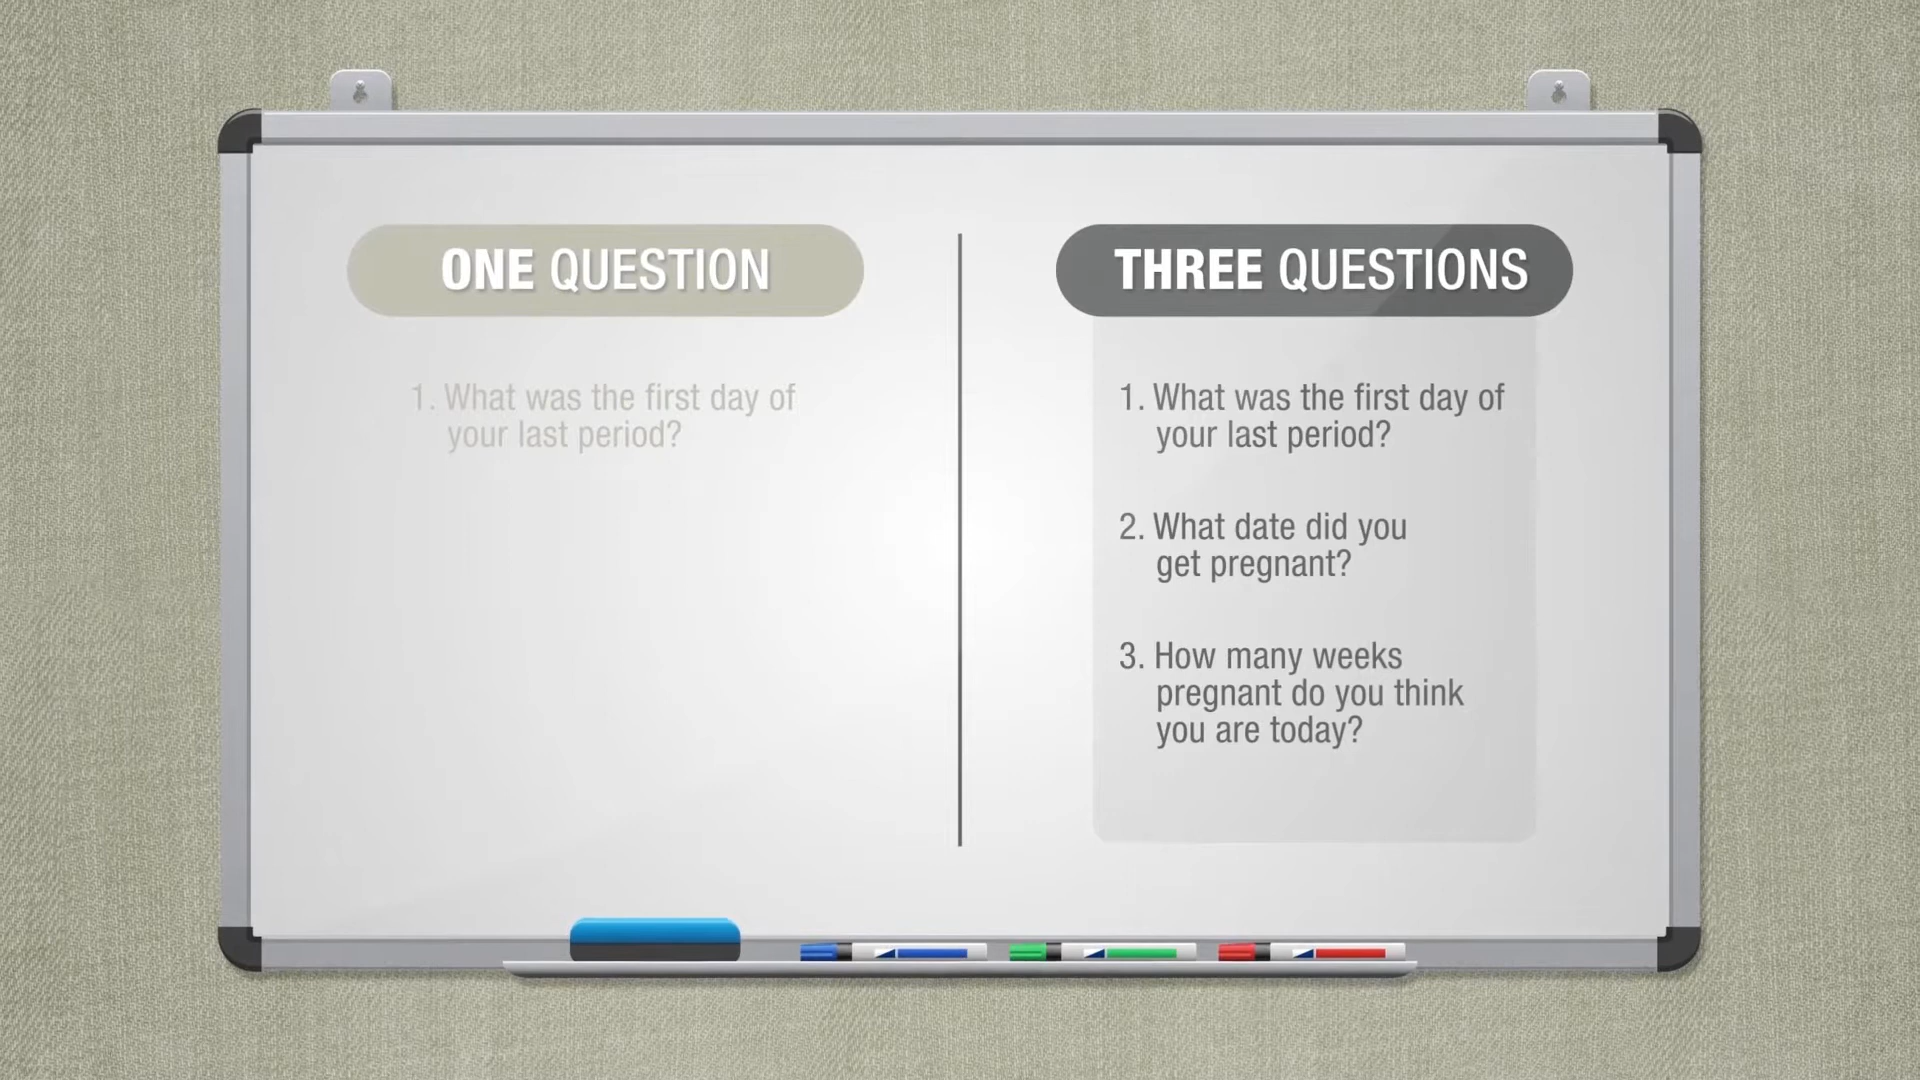 ONE QUESTION
1. What was the first day of
your last period?
THREE QUESTIONS
1. What was the first day of
your last period?
2. What date did you
get pregnant?
3. How many weeks
pregnant do you think
you are today?